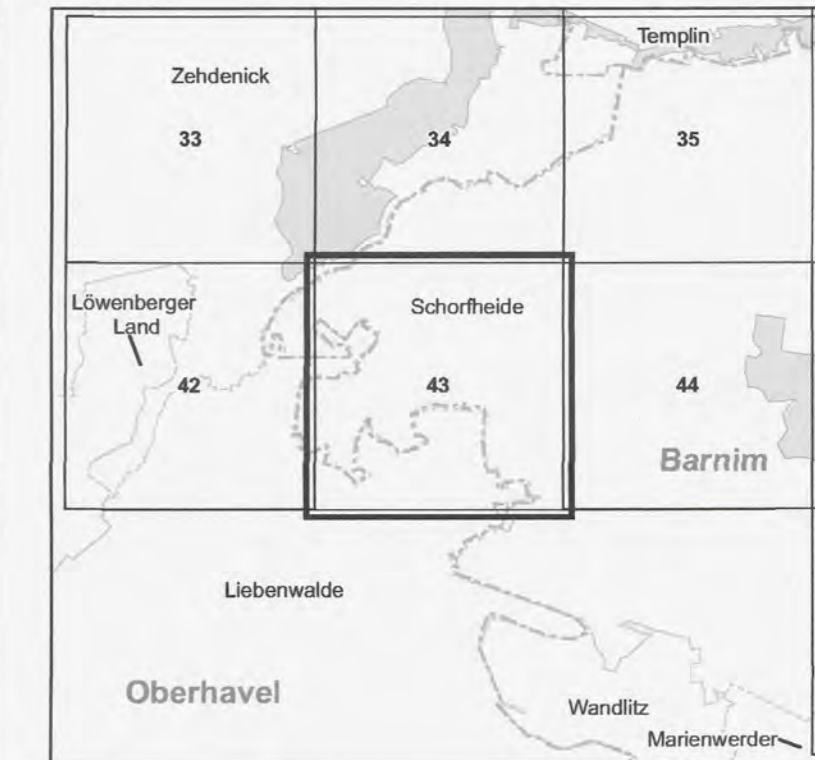 Templin
Zehdenick
33
34
35
Löwenberger
Land
Schorfheide
42
43
44
Barnim
Liebenwalde
Oberhavel
Wandlitz
Marienwerder